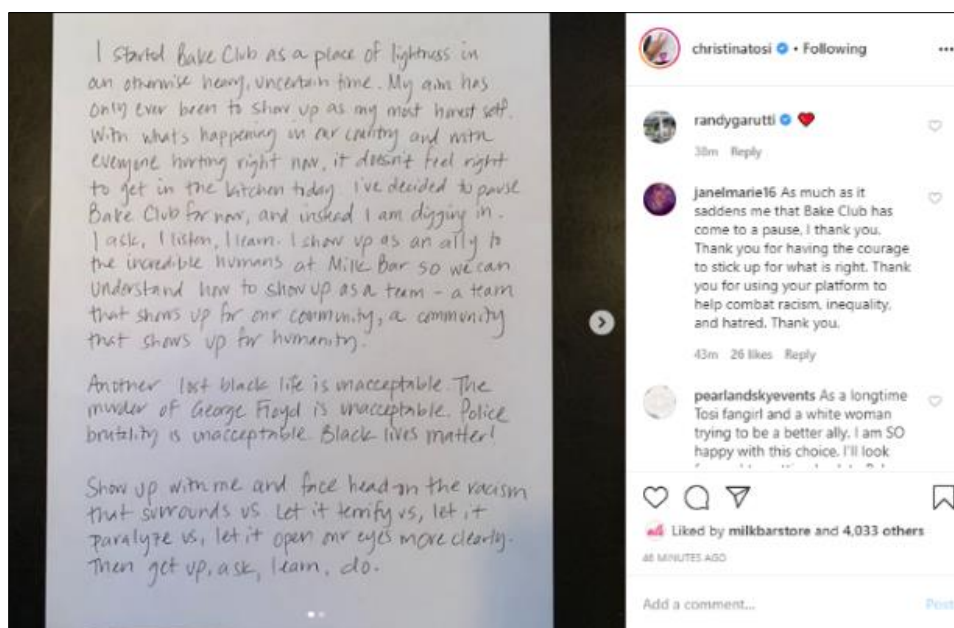 I started Bake Club as a place of lightness in
an otherwise heavy, uncertain time. My aim has
only ever been to show up as my most honest self.
With what's happening in our country and with
everyone hurting right now, it doesn't feel right
to get in the kitchen today. I've decided to pause
Bake Club for now, and instead I am digging in.
I ask, I listen, I learn. I show up as an ally to
the incredible humans at Milk Bar so we can
understand how to show up as a team - a team
that shows up for our community, a community
that shows up for humanity.
Another lost black life is unacceptable. The
murder of George Floyd is unacceptable. Police
brutality is unacceptable. Black lives matter!
Show up with me and face head-on the racism
that surrounds us. Let it terrify us, let it
paralyze us, let it open our eyes more clearly.
Then get up, ask, learn, do.
christinatosi • Following
randygarutti
38m Reply
janelmarie16 As much as it
saddens me that Bake Club has
come to a pause, I thank you.
Thank you for having the courage
to stick up for what is right. Thank
you for using your platform to
help combat racism, inequality,
and hatred. Thank you.
43m 26 likes Reply
pearlandskyevents As a longtime
Tosi fangirl and a white woman
trying to be a better ally. I am SO
happy with this choice. I'll look
Liked by milkbarstore and 4,033 others
46 MINUTES AGO
Add a comment...
Post